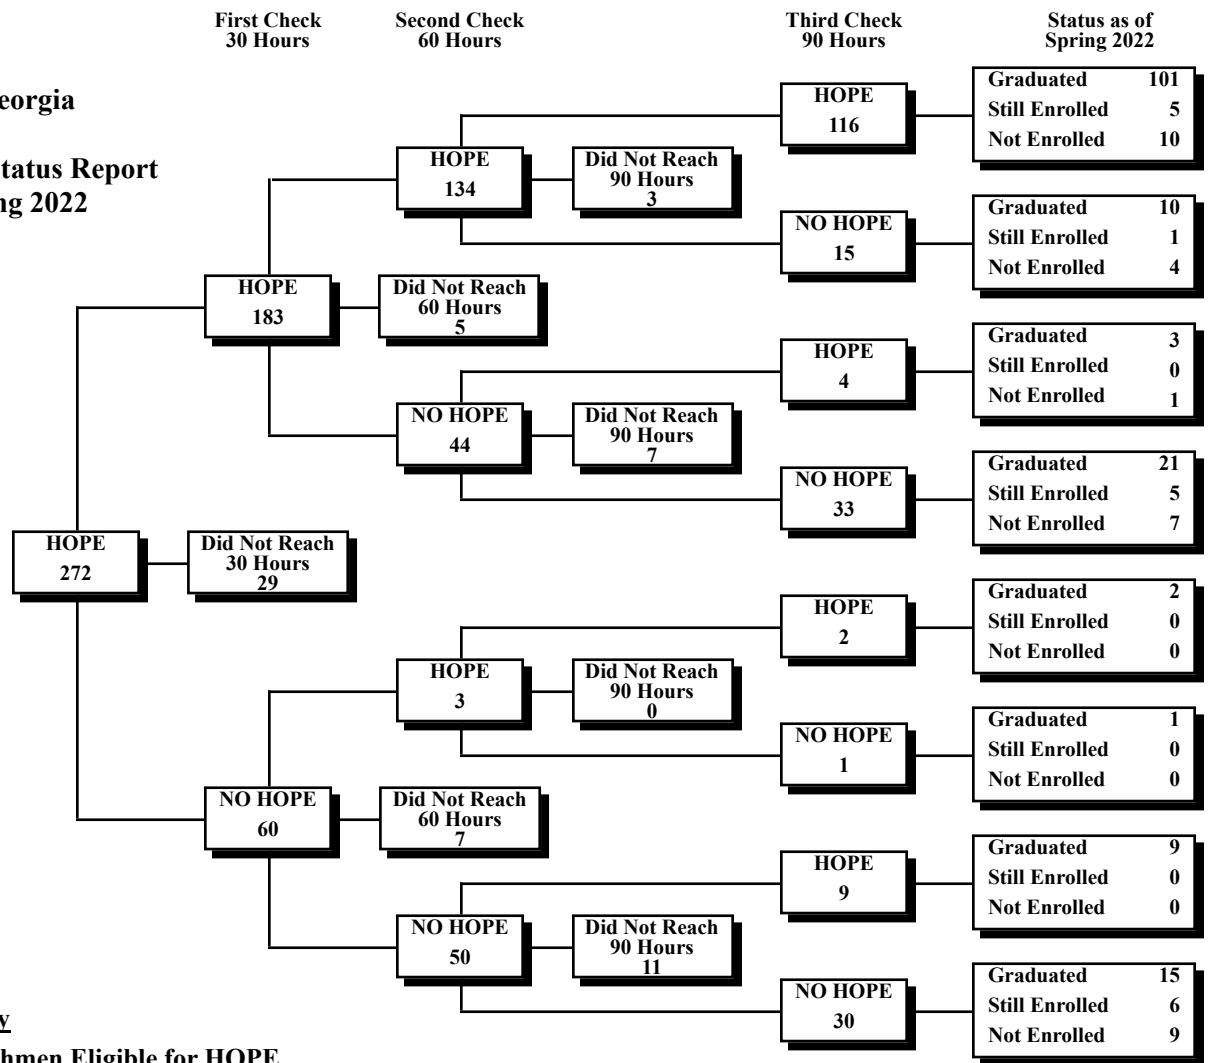 First Check
30 Hours
Second Check
60 Hours
Third Check
90 Hours
Status as of
Spring 2022
eorgia
tatus Report
ng 2022
HOPE
272
Did Not Reach
30 Hours
29
HOPE
183
Did Not Reach
60 Hours
5
NO HOPE
60
Did Not Reach
60 Hours
7
HOPE
134
Did Not Reach
90 Hours
3
NO HOPE
44
Did Not Reach
90 Hours
7
HOPE
3
Did Not Reach
90 Hours
0
NO HOPE
50
Did Not Reach
90 Hours
11
HOPE
116
Graduated 101
Still Enrolled 5
Not Enrolled 10
NO HOPE
15
Graduated 10
Still Enrolled 1
Not Enrolled 4
HOPE
4
Graduated 3
Still Enrolled 0
Not Enrolled 1
NO HOPE
33
Graduated 21
Still Enrolled 5
Not Enrolled 7
HOPE
2
Graduated 2
Still Enrolled 0
Not Enrolled 0
NO HOPE
1
Graduated 1
Still Enrolled 0
Not Enrolled 0
HOPE
9
Graduated 9
Still Enrolled 0
Not Enrolled 0
NO HOPE
30
Graduated 15
Still Enrolled 6
Not Enrolled 9
y
hmen Eligible for HOPE